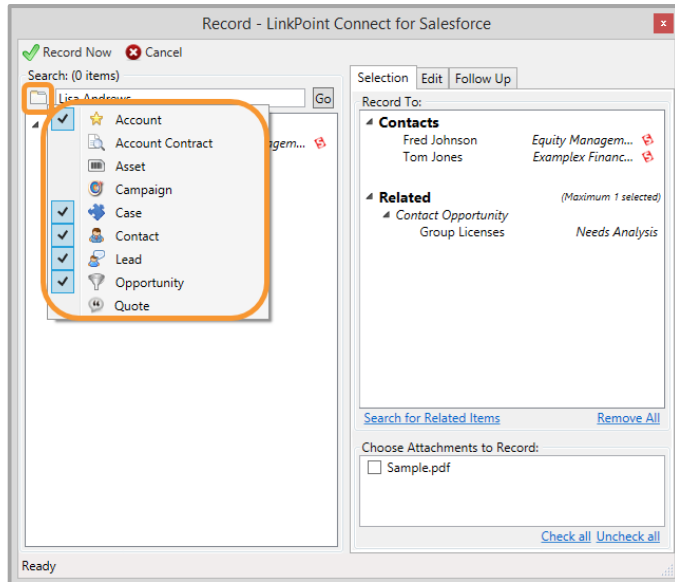 Record - LinkPoint Connect for Salesforce
x
Record Now Cancel
Search: (0 items)
Lisa Andrews Go
Account
Account Contract
agem...
Asset
Campaign
Case
Contact
Lead
Opportunity
Quote
Selection Edit Follow Up
Record To:
Contacts
Fred Johnson Equity Managem...
Tom Jones Examplex Financ...
Related (Maximum 1 selected)
Contact Opportunity
Group Licenses Needs Analysis
Search for Related Items Remove All
Choose Attachments to Record:
Sample.pdf
Check all Uncheck all
Ready